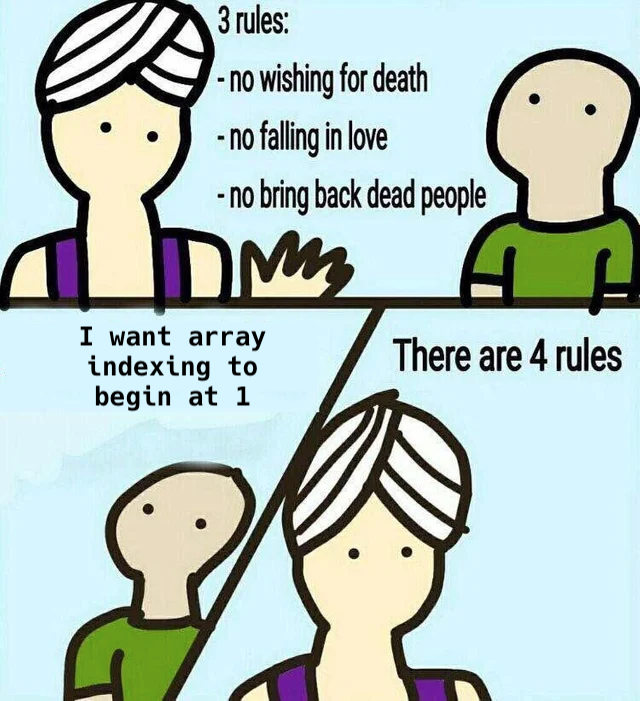 3 rules:
- no wishing for death
- no falling in love
- no bring back dead people
I want array
indexing to
begin at 1
There are 4 rules